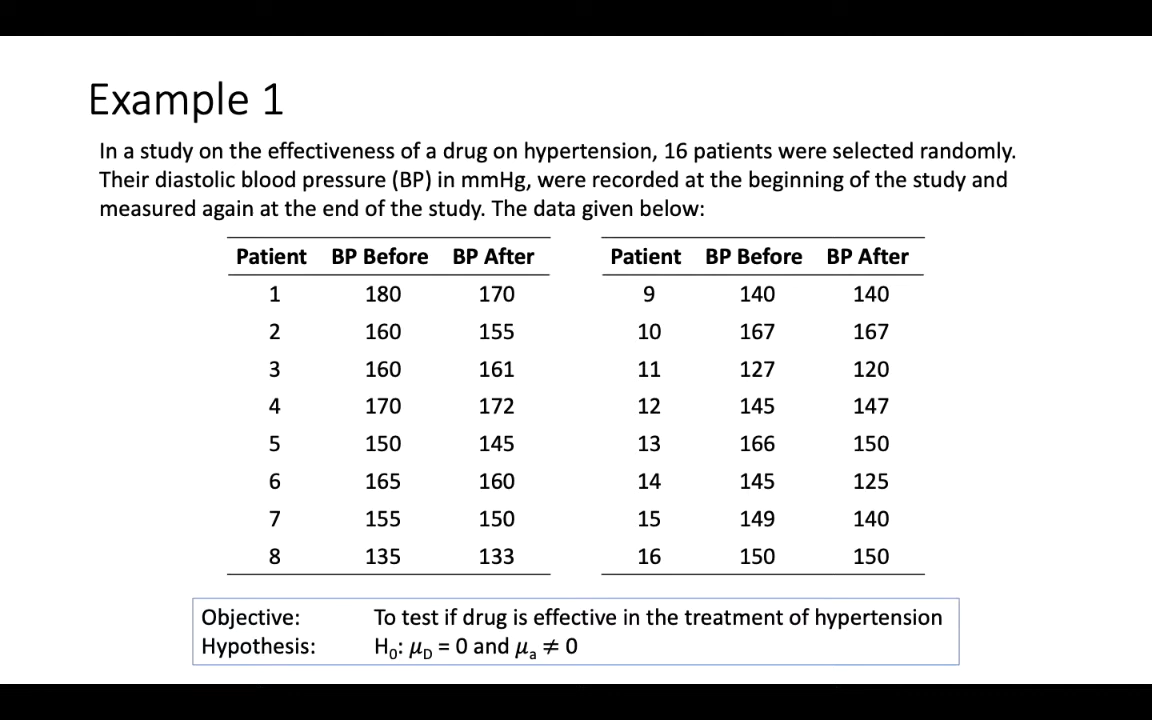 Example 1
In a study on the effectiveness of a drug on hypertension, 16 patients were selected randomly.
Their diastolic blood pressure (BP) in mmHg, were recorded at the beginning of the study and
measured again at the end of the study. The data given below:
Patient BP Before BP After
1 180 170
2 160 155
3 160 161
4 170 172
5 150 145
6 165 160
7 155 150
8 135 133
Patient BP Before BP After
9 140 140
10 167 167
11 127 120
12 145 147
13 166 150
14 145 125
15 149 140
16 150 150
Objective: To test if drug is effective in the treatment of hypertension
Hypothesis: H₀: μ_D = 0 and μₐ ≠ 0